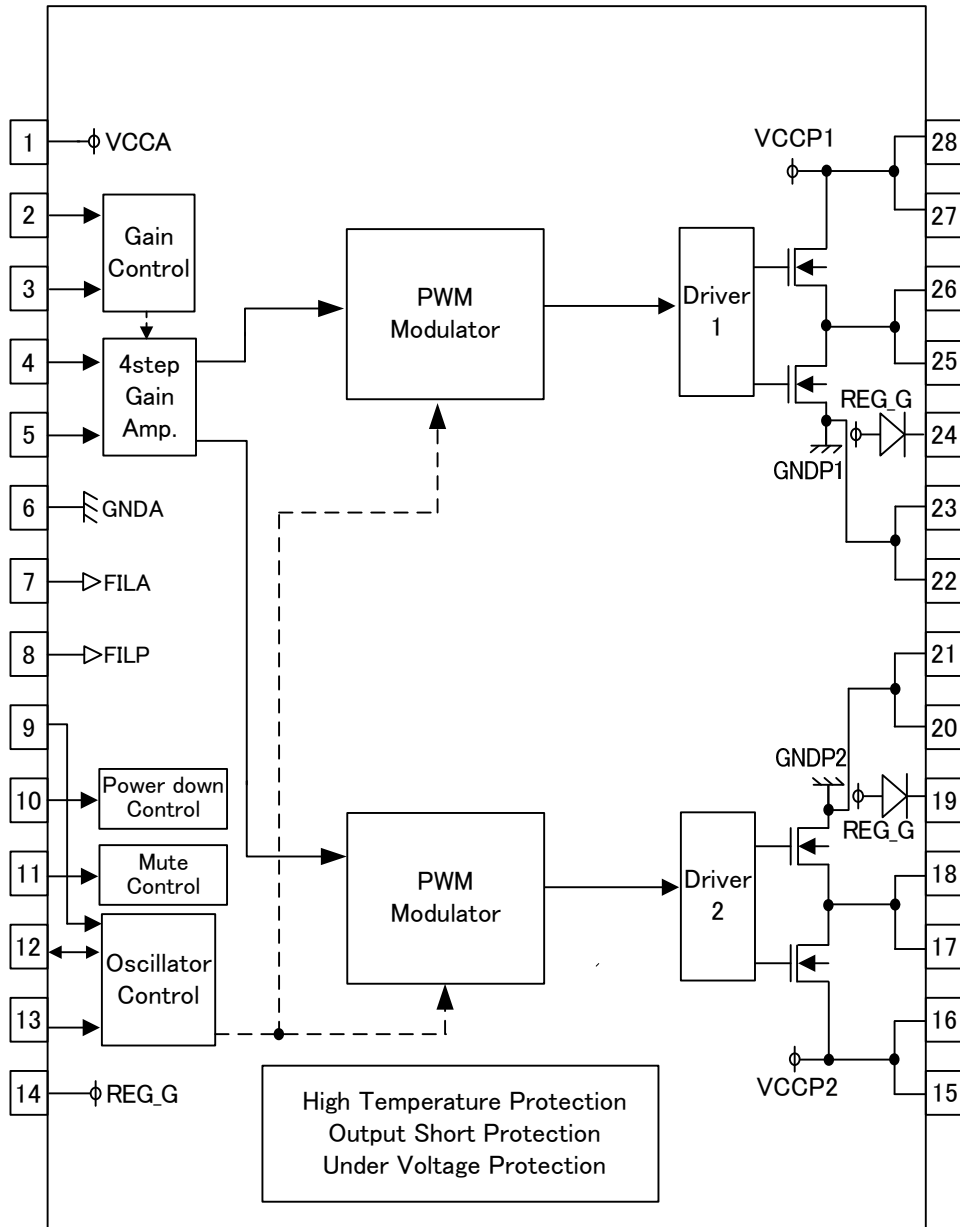 1
VCCA
2
3
Gain
Control
4
5
4step
Gain
Amp.
6
GNDA
7
FILA
8
FILP
9
10
Power down
Control
11
Mute
Control
12
13
Oscillator
Control
14
REG_G
PWM
Modulator
PWM
Modulator
High Temperature Protection
Output Short Protection
Under Voltage Protection
Driver
1
VCCP1
28
27
26
25
REG_G
24
GNDP1
23
22
21
20
GNDP2
19
REG_G
Driver
2
18
17
16
VCCP2
15